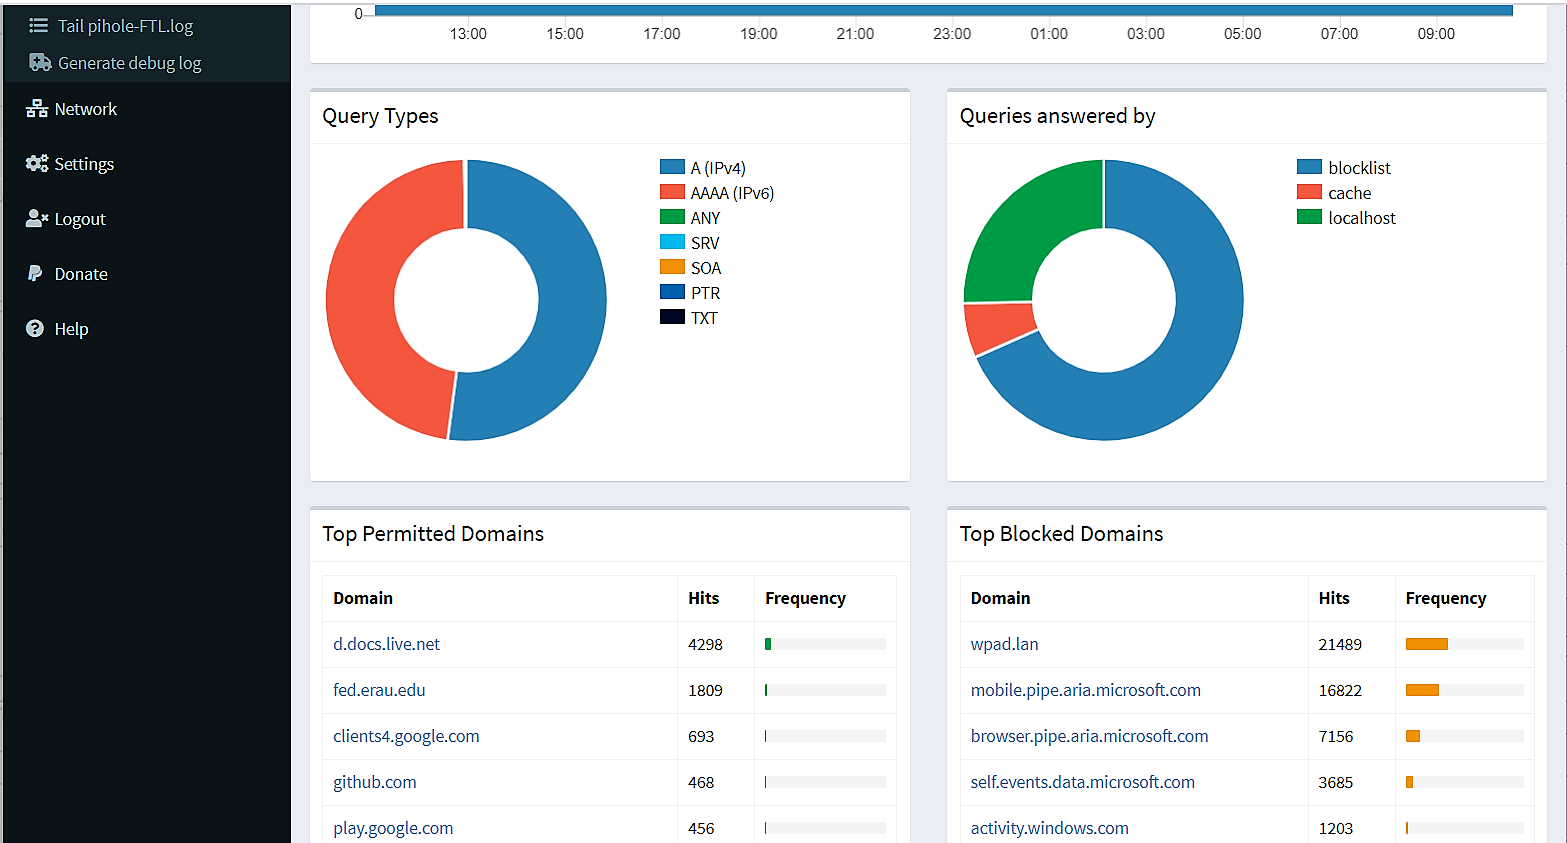 Tail pihole-FTL.log
Generate debug log
Network
Settings
Logout
Donate
Help
0
13:00 15:00 17:00 19:00 21:00 23:00 01:00 03:00 05:00 07:00 09:00
Query Types
A (IPv4)
AAAA (IPv6)
ANY
SRV
SOA
PTR
TXT
Queries answered by
blocklist
cache
localhost
Top Permitted Domains
Domain Hits Frequency
d.docs.live.net 4298
fed.erau.edu 1809
clients4.google.com 693
github.com 468
play.google.com 456
Top Blocked Domains
Domain Hits Frequency
wpad.lan 21489
mobile.pipe.aria.microsoft.com 16822
browser.pipe.aria.microsoft.com 7156
self.events.data.microsoft.com 3685
activity.windows.com 1203